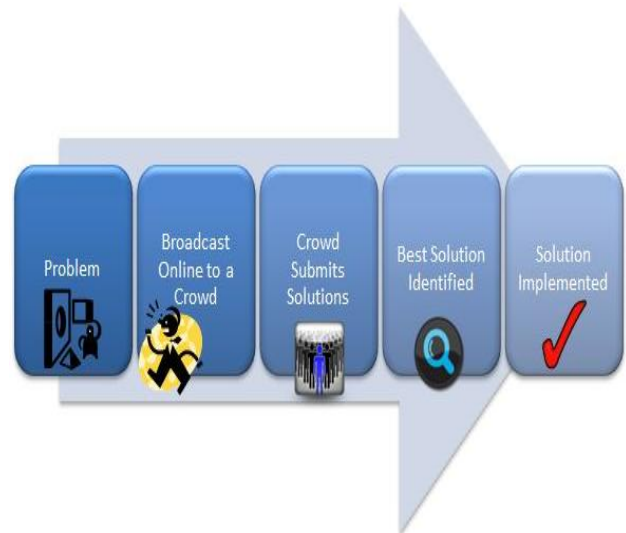 Problem
Broadcast
Online to a
Crowd
Crowd
Submits
Solutions
Best Solution
Identified
Solution
Implemented